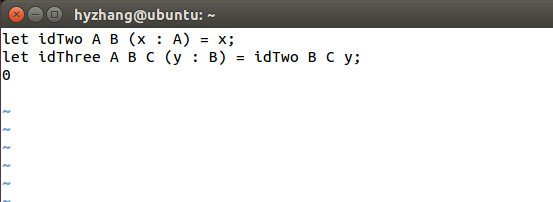 hyzhang@ubuntu: ~
let idTwo A B (x : A) = x;
let idThree A B C (y : B) = idTwo B C y;
0
~
~
~
~
~
~